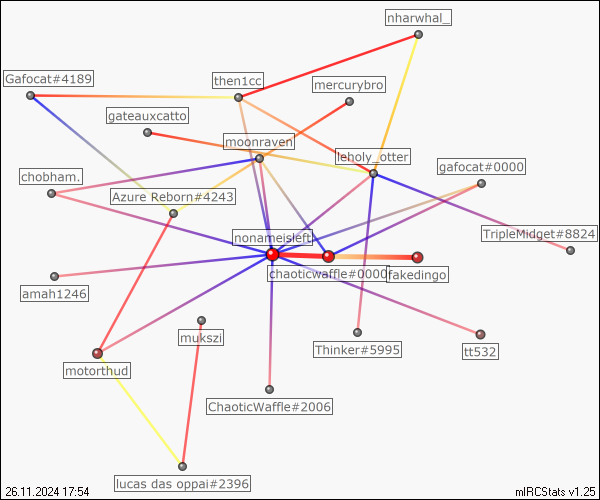 nharwhal_
Gafocat#4189
then1cc
mercurybro
gateauxcatto
moonraven
leholy_otter
gafocat#0000
chobham.
Azure Reborn#4243
nonameisleft
TripleMidget#8824
chaoticwaffle#0000
fakedingo
amah1246
mukszi
Thinker#5995
tt532
motorthud
ChaoticWaffle#2006
lucas das oppai#2396
26.11.2024 17:54
mIRCStats v1.25